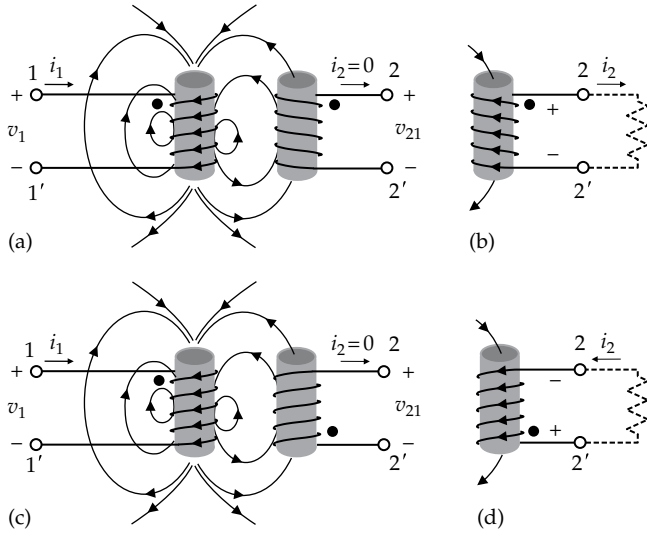 1 i₁ i₂=0 2
+ +
v₁ v₂₁
− −
1′ 2′
(a)
2 i₂
+
−
2′
(b)
1 i₁ i₂=0 2
+ +
v₁ v₂₁
− −
1′ 2′
(c)
2 i₂
−
+
2′
(d)